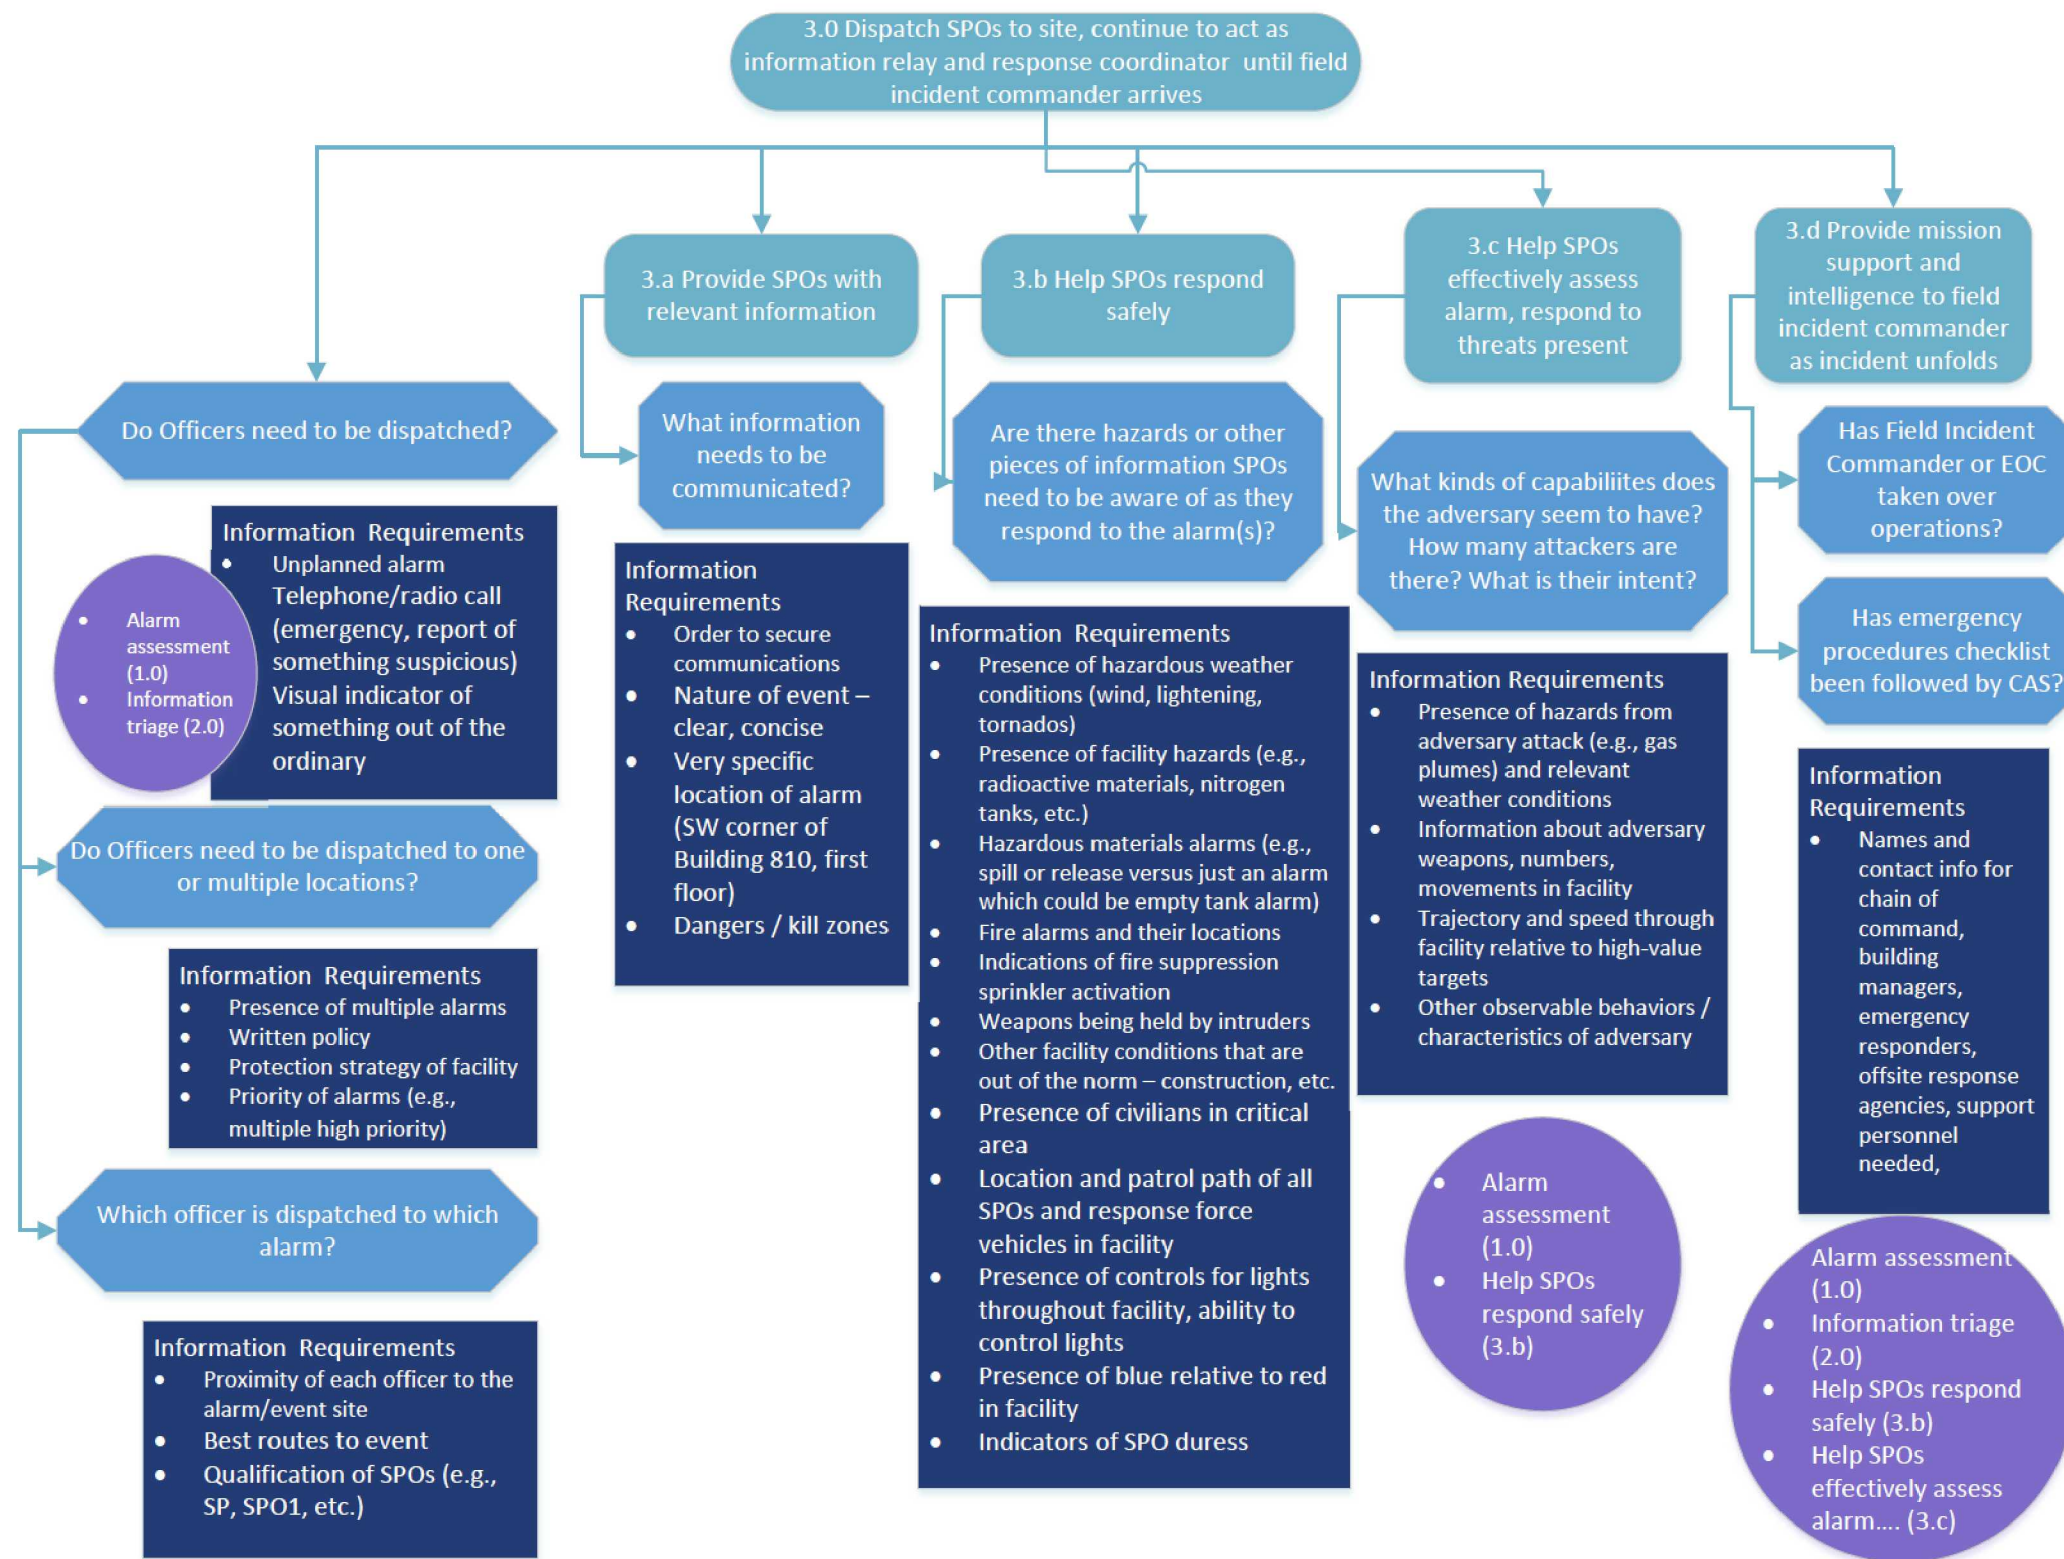 3.0 Dispatch SPOs to site, continue to act as
information relay and response coordinator until field
incident commander arrives
Do Officers need to be dispatched?
Information Requirements
• Unplanned alarm
Telephone/radio call
(emergency, report of
something suspicious)
Visual indicator of
something out of the
ordinary
• Alarm
assessment
(1.0)
• Information
triage (2.0)
Do Officers need to be dispatched to one
or multiple locations?
Information Requirements
• Presence of multiple alarms
• Written policy
• Protection strategy of facility
• Priority of alarms (e.g.,
multiple high priority)
Which officer is dispatched to which
alarm?
Information Requirements
• Proximity of each officer to the
alarm/event site
• Best routes to event
• Qualification of SPOs (e.g.,
SP, SPO1, etc.)
3.a Provide SPOs with
relevant information
What information
needs to be
communicated?
Information
Requirements
• Order to secure
communications
• Nature of event –
clear, concise
• Very specific
location of alarm
(SW corner of
Building 810, first
floor)
• Dangers / kill zones
3.b Help SPOs respond
safely
Are there hazards or other
pieces of information SPOs
need to be aware of as they
respond to the alarm(s)?
Information Requirements
• Presence of hazardous weather
conditions (wind, lightening,
tornados)
• Presence of facility hazards (e.g.,
radioactive materials, nitrogen
tanks, etc.)
• Hazardous materials alarms (e.g.,
spill or release versus just an alarm
which could be empty tank alarm)
• Fire alarms and their locations
• Indications of fire suppression
sprinkler activation
• Weapons being held by intruders
• Other facility conditions that are
out of the norm – construction, etc.
• Presence of civilians in critical
area
• Location and patrol path of all
SPOs and response force
vehicles in facility
• Presence of controls for lights
throughout facility, ability to
control lights
• Presence of blue relative to red
in facility
• Indicators of SPO duress
3.c Help SPOs
effectively assess
alarm, respond to
threats present
What kinds of capabiliites does
the adversary seem to have?
How many attackers are
there? What is their intent?
Information Requirements
• Presence of hazards from
adversary attack (e.g., gas
plumes) and relevant
weather conditions
• Information about adversary
weapons, numbers,
movements in facility
• Trajectory and speed through
facility relative to high-value
targets
• Other observable behaviors /
characteristics of adversary
• Alarm
assessment
(1.0)
• Help SPOs
respond safely
(3.b)
3.d Provide mission
support and
intelligence to field
incident commander
as incident unfolds
Has Field Incident
Commander or EOC
taken over
operations?
Has emergency
procedures checklist
been followed by CAS?
Information
Requirements
• Names and
contact info for
chain of
command,
building
managers,
emergency
responders,
offsite response
agencies, support
personnel
needed,
Alarm assessment
(1.0)
• Information triage
(2.0)
• Help SPOs respond
safely (3.b)
• Help SPOs
effectively assess
alarm.... (3.c)